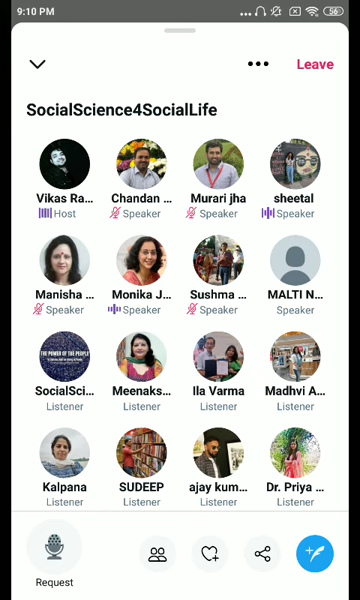 9:10 PM 56
Leave
SocialScience4SocialLife
Vikas Ra... Chandan ... Murari jha sheetal
Host Speaker Speaker Speaker
Manisha ... Monika J... Sushma ... MALTI N...
Speaker Speaker Speaker Speaker
THE POWER OF THE PEOPLE
SocialSci... Meenaks... Ila Varma Madhvi A...
Listener Listener Listener Listener
Kalpana SUDEEP ajay kum... Dr. Priya ...
Listener Listener Listener Listener
Request